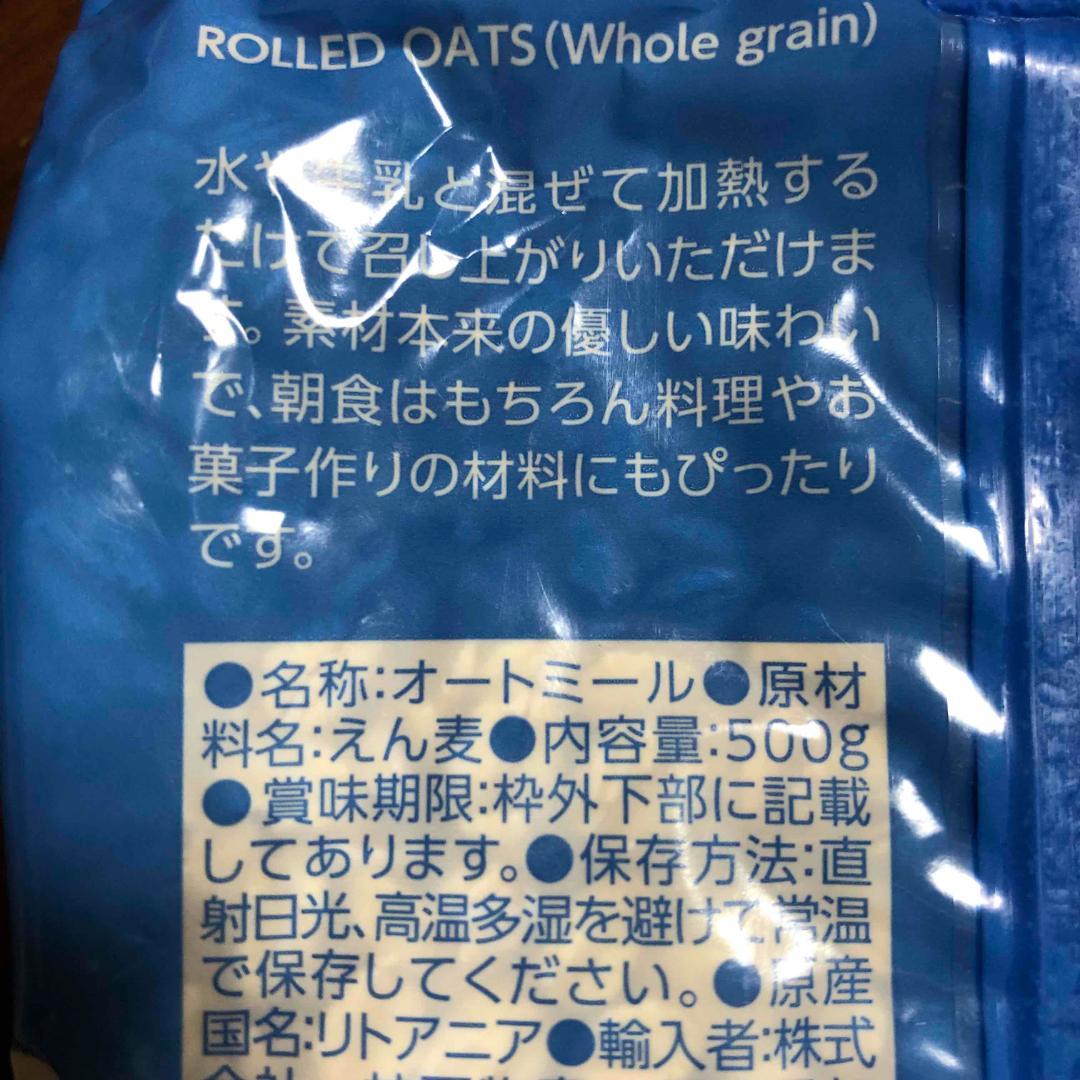 ROLLED OATS (Whole grain)
水や牛乳と混ぜて加熱する
だけで召し上がりいただけま
す。素材本来の優しい味わい
で、朝食はもちろん料理やお
菓子作りの材料にもぴったり
です。
●名称:オートミール●原材
料名:えん麦●内容量:500g
●賞味期限:枠外下部に記載
してあります。●保存方法:直
射日光、高温多湿を避けて常温
で保存してください。●原産
国名:リトアニア●輸入者:株式